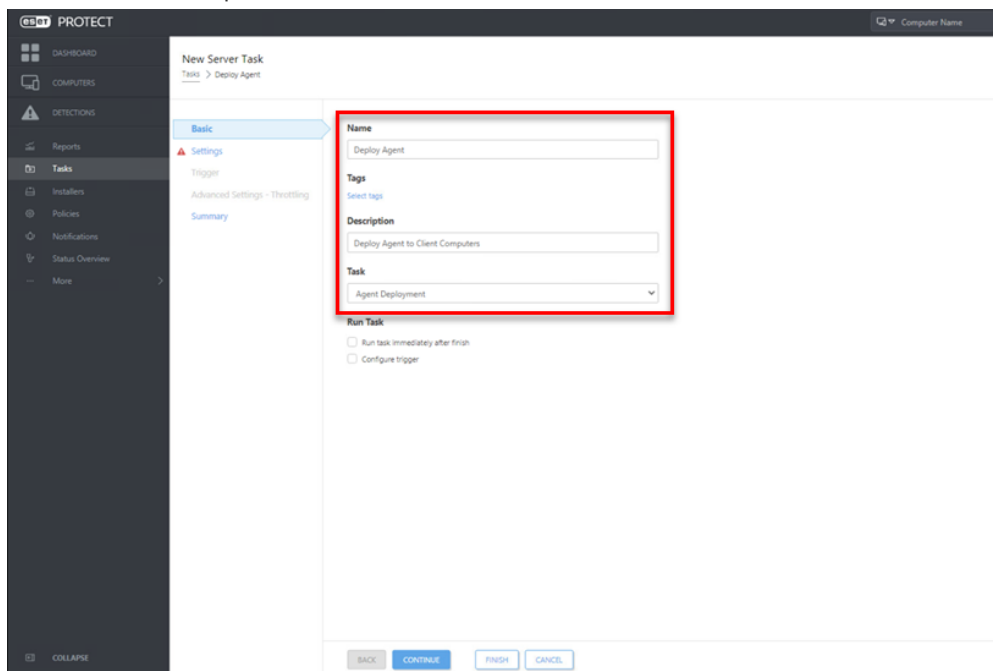 eset PROTECT
Computer Name
DASHBOARD
COMPUTERS
DETECTIONS
Reports
Tasks
Installers
Policies
Notifications
Status Overview
More
COLLAPSE
New Server Task
Tasks > Deploy Agent
Basic
Settings
Trigger
Advanced Settings - Throttling
Summary
Name
Deploy Agent
Tags
Select tags
Description
Deploy Agent to Client Computers
Task
Agent Deployment
Run Task
Run task immediately after finish
Configure trigger
BACK CONTINUE FINISH CANCEL